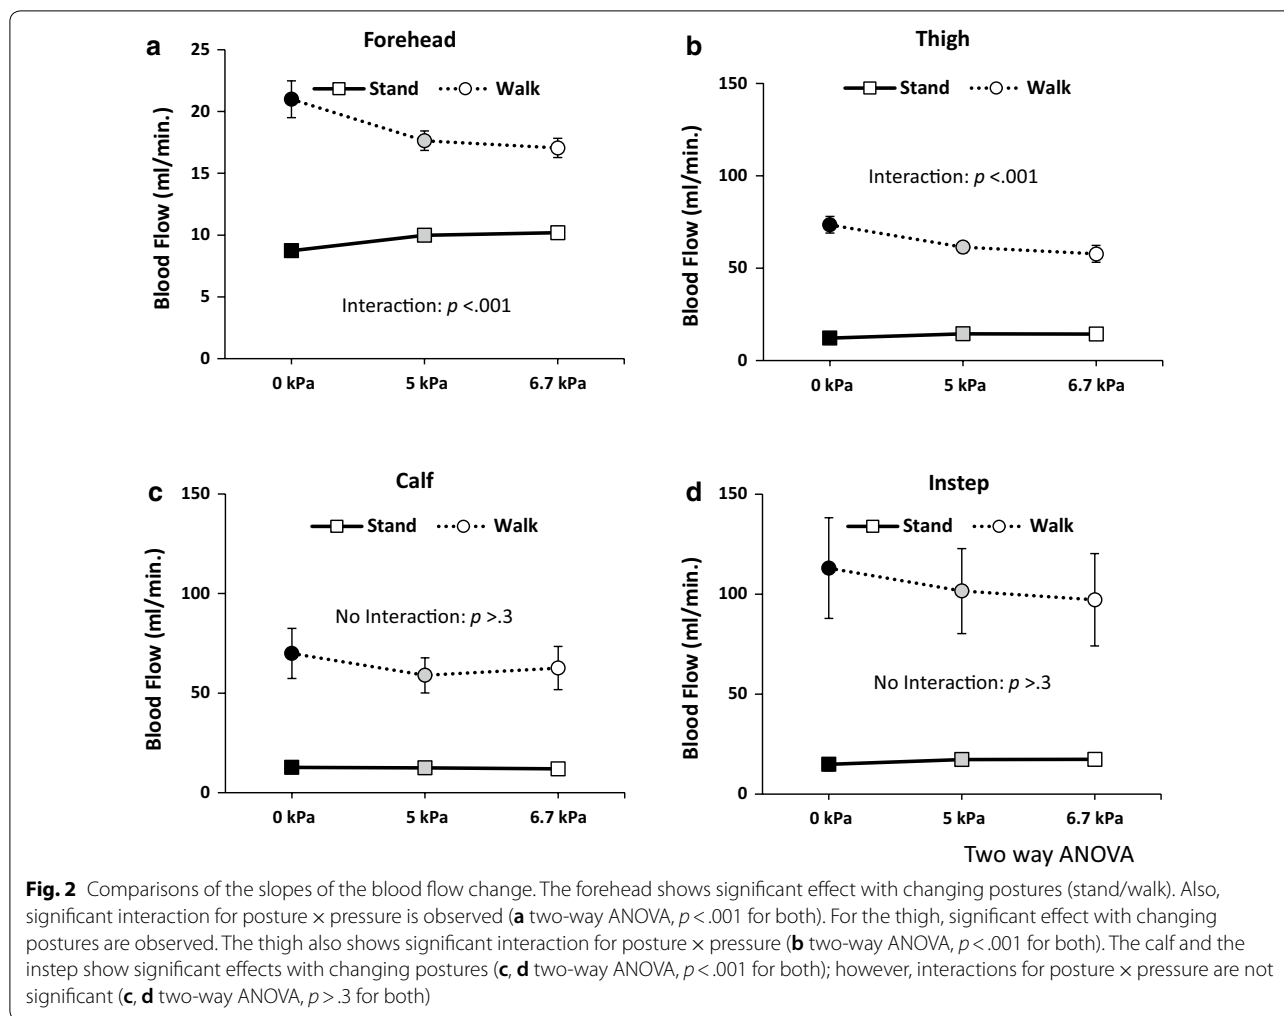 a
Forehead
Stand
Walk
Blood Flow (ml/min.)
25
20
15
10
5
0
Interaction: p <.001
0 kPa
5 kPa
6.7 kPa
b
Thigh
Stand
Walk
Blood Flow (ml/min.)
150
100
50
0
Interaction: p <.001
0 kPa
5 kPa
6.7 kPa
c
Calf
Stand
Walk
Blood Flow (ml/min.)
150
100
50
0
No Interaction: p >.3
0 kPa
5 kPa
6.7 kPa
d
Instep
Stand
Walk
Blood Flow (ml/min.)
150
100
50
0
No Interaction: p >.3
0 kPa
5 kPa
6.7 kPa
Two way ANOVA
Fig. 2 Comparisons of the slopes of the blood flow change. The forehead shows significant effect with changing postures (stand/walk). Also,
significant interaction for posture × pressure is observed (a two-way ANOVA, p < .001 for both). For the thigh, significant effect with changing
postures are observed. The thigh also shows significant interaction for posture × pressure (b two-way ANOVA, p < .001 for both). The calf and the
instep show significant effects with changing postures (c, d two-way ANOVA, p < .001 for both); however, interactions for posture × pressure are not
significant (c, d two-way ANOVA, p > .3 for both)